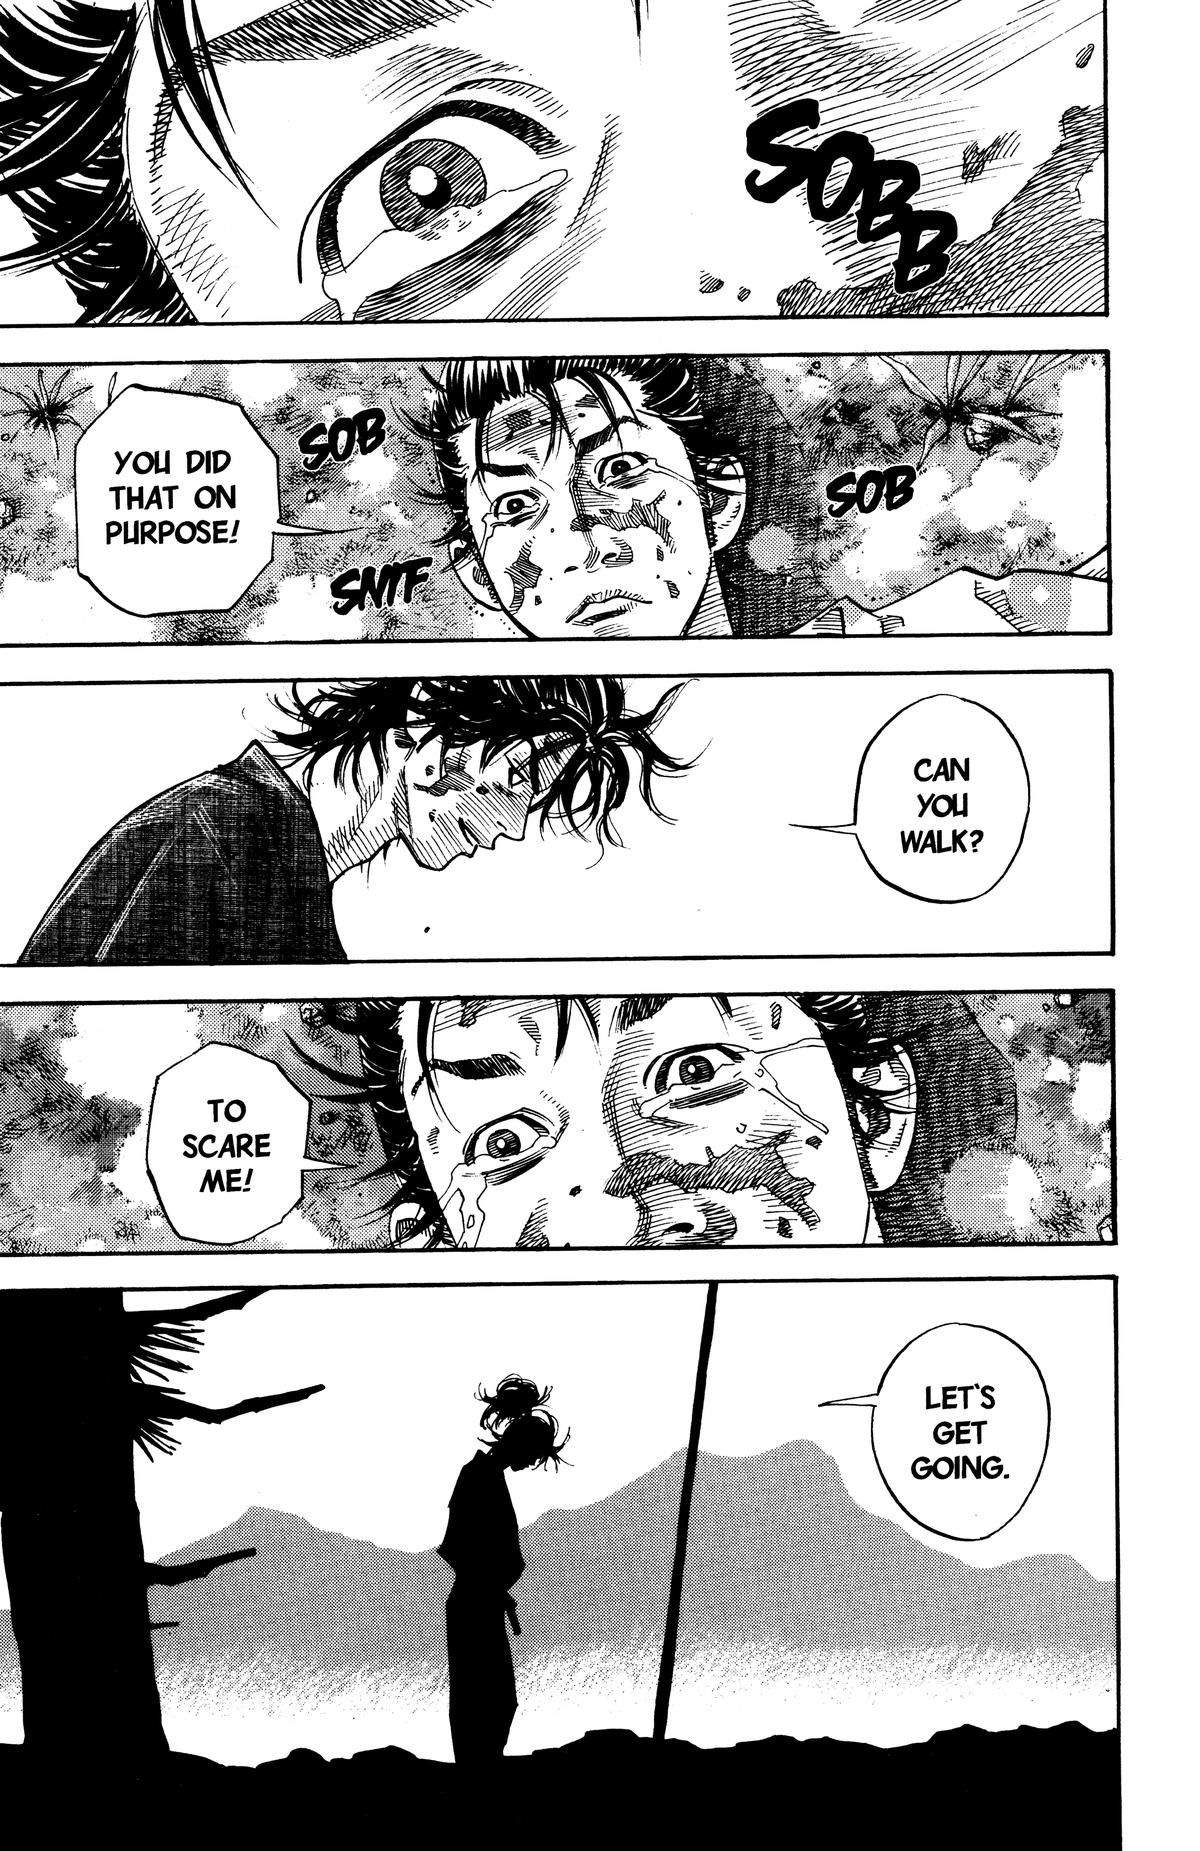 SOBB
YOU DID
THAT ON
PURPOSE!
SOB
SOB
SNIF
CAN
YOU
WALK?
TO
SCARE
ME!
LET'S
GET
GOING.